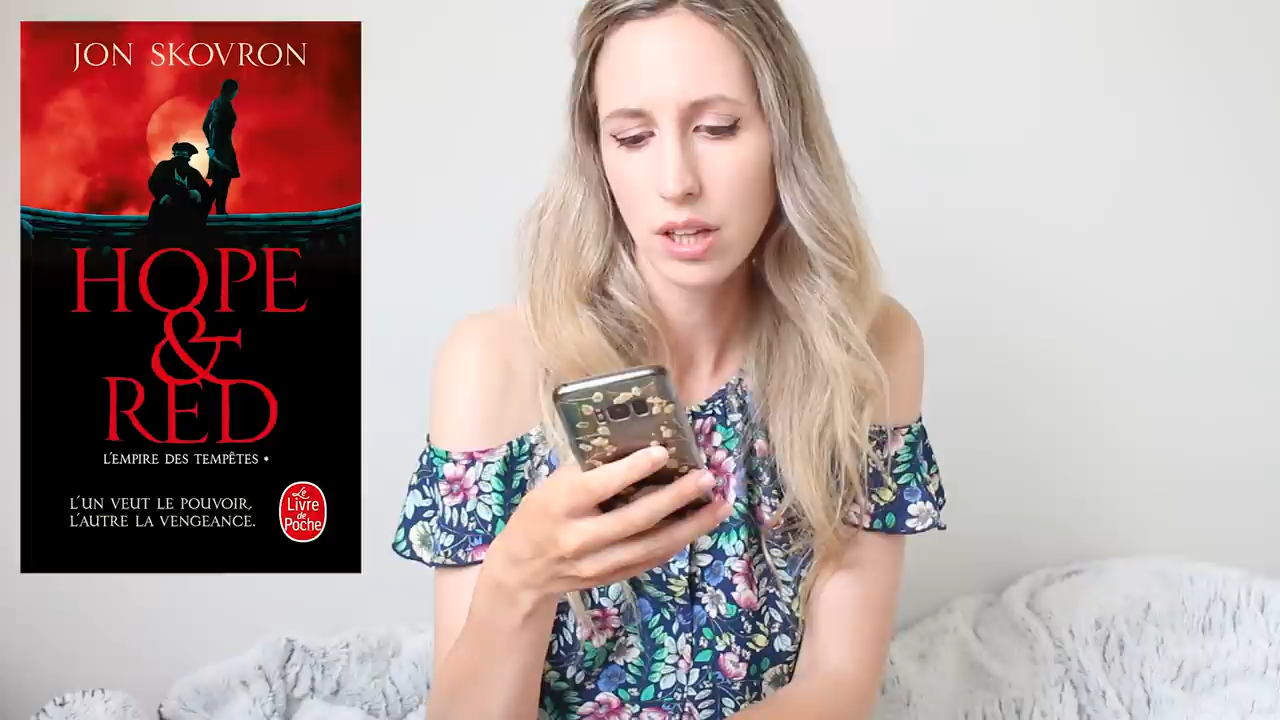 JON SKOVRON
HOPE
&
RED
L'EMPIRE DES TEMPÊTES •
L'UN VEUT LE POUVOIR,
L'AUTRE LA VENGEANCE.
Le
Livre
de
Poche